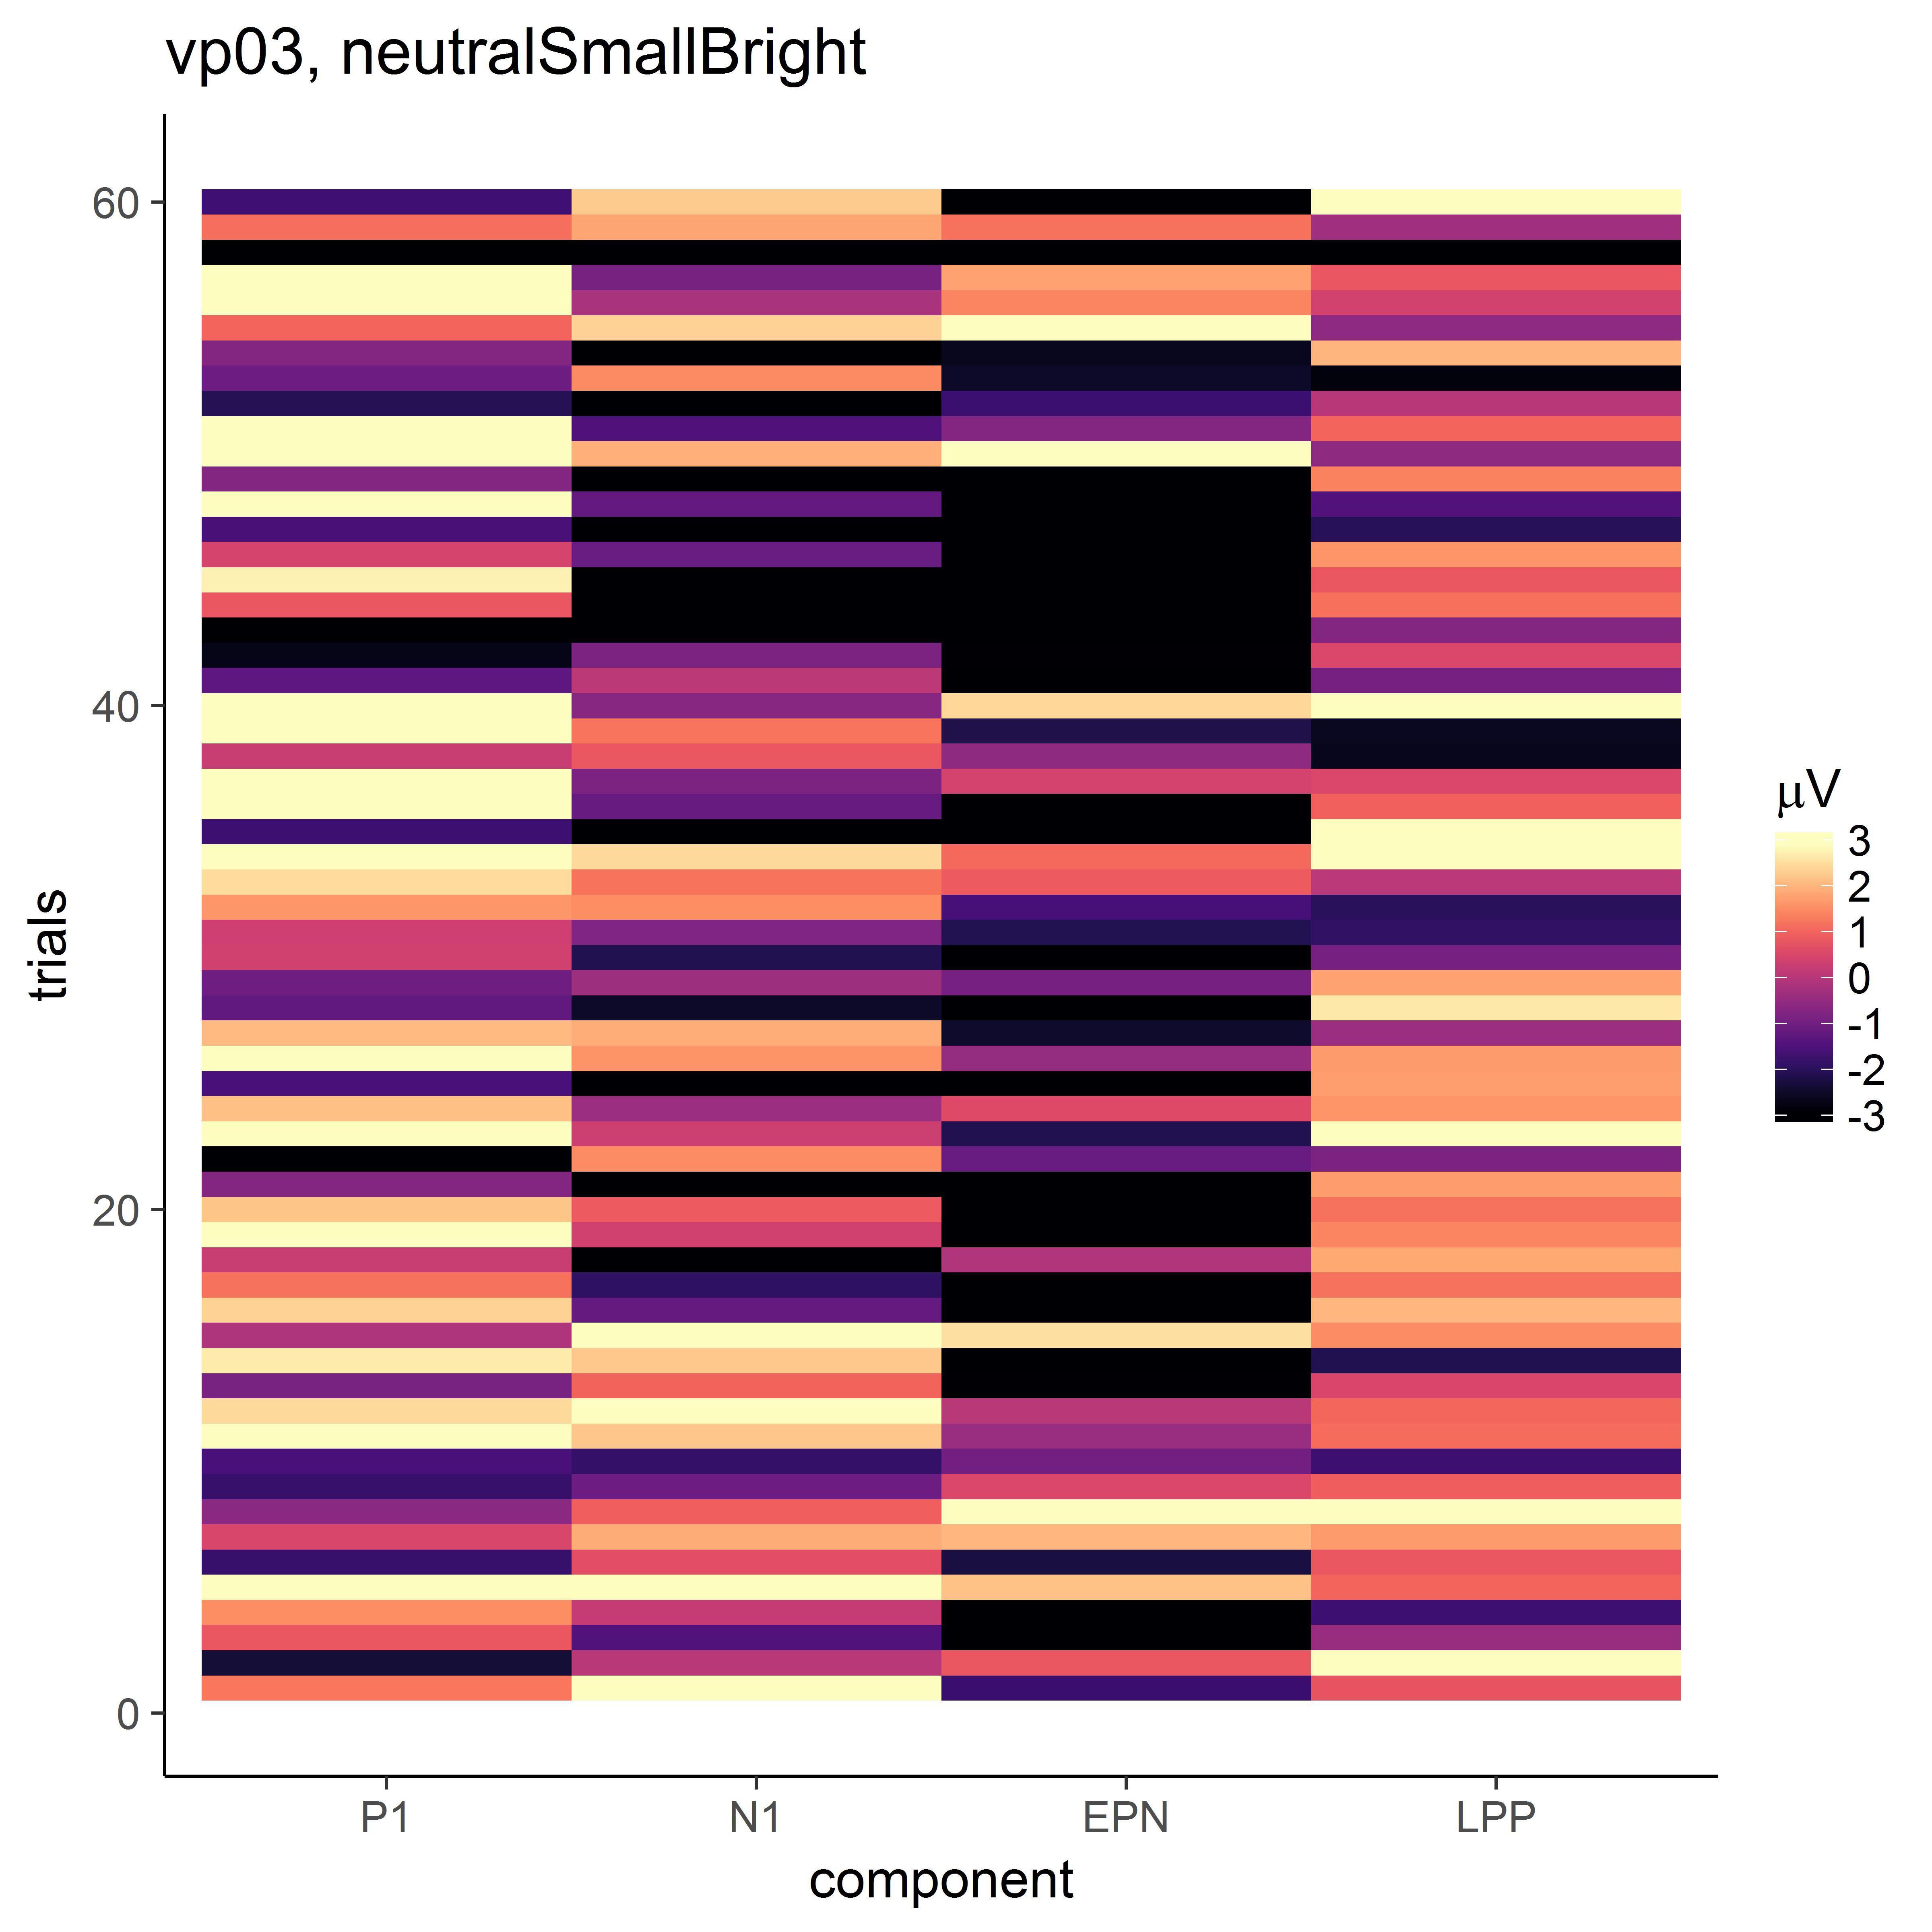 vp03, neutralSmallBright
60
40
20
0
trials
P1 N1 EPN LPP
component
μV
3
2
1
0
-1
-2
-3